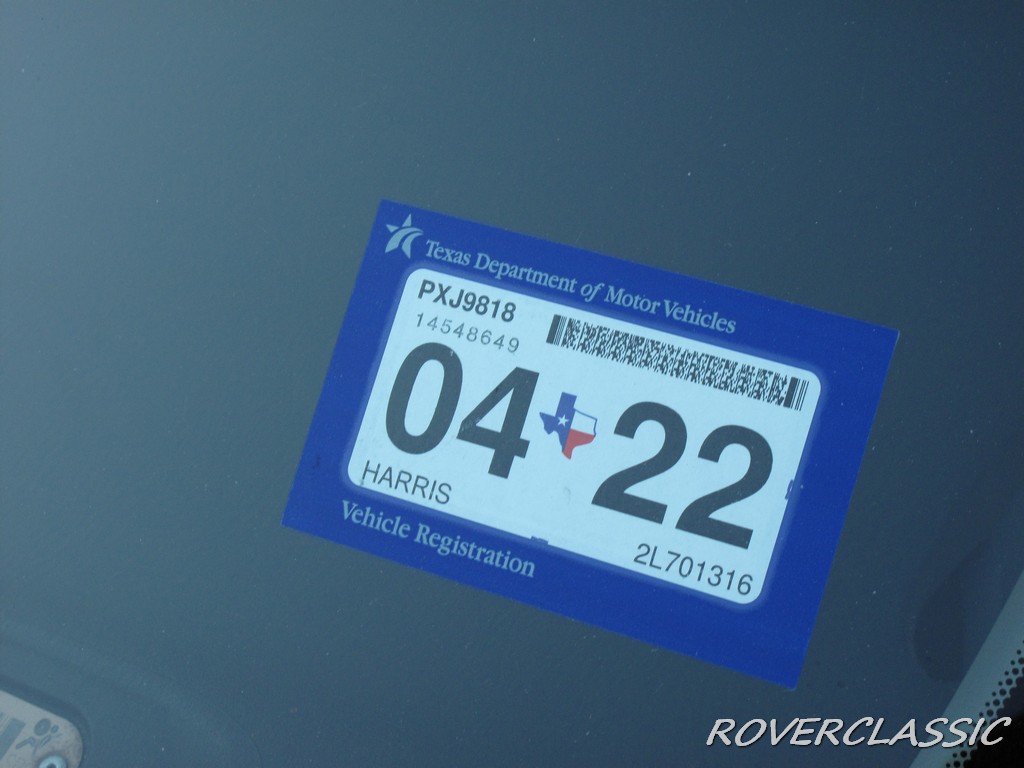 Texas Department of Motor Vehicles
PXJ9818
14548649
04 22
HARRIS
2L701316
Vehicle Registration
ROVERCLASSIC